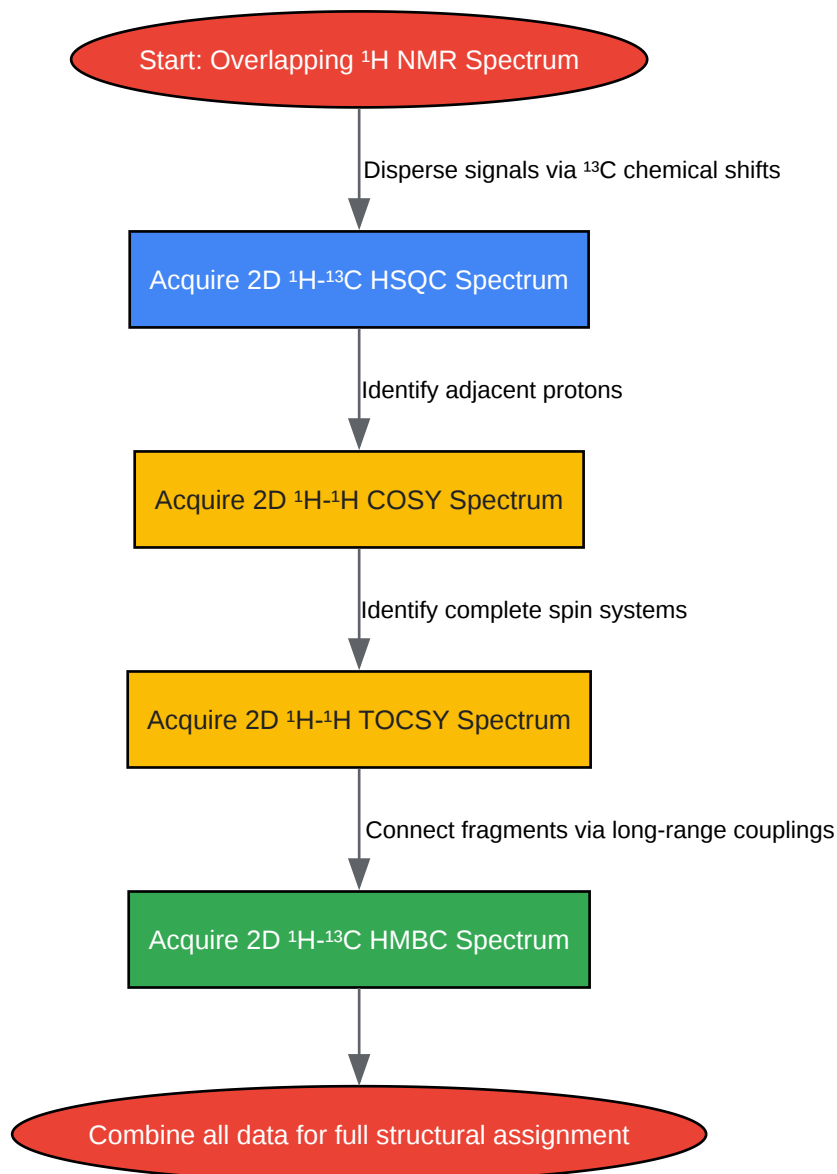 Start: Overlapping ¹H NMR Spectrum
Disperse signals via ¹³C chemical shifts
Acquire 2D ¹H-¹³C HSQC Spectrum
Identify adjacent protons
Acquire 2D ¹H-¹H COSY Spectrum
Identify complete spin systems
Acquire 2D ¹H-¹H TOCSY Spectrum
Connect fragments via long-range couplings
Acquire 2D ¹H-¹³C HMBC Spectrum
Combine all data for full structural assignment